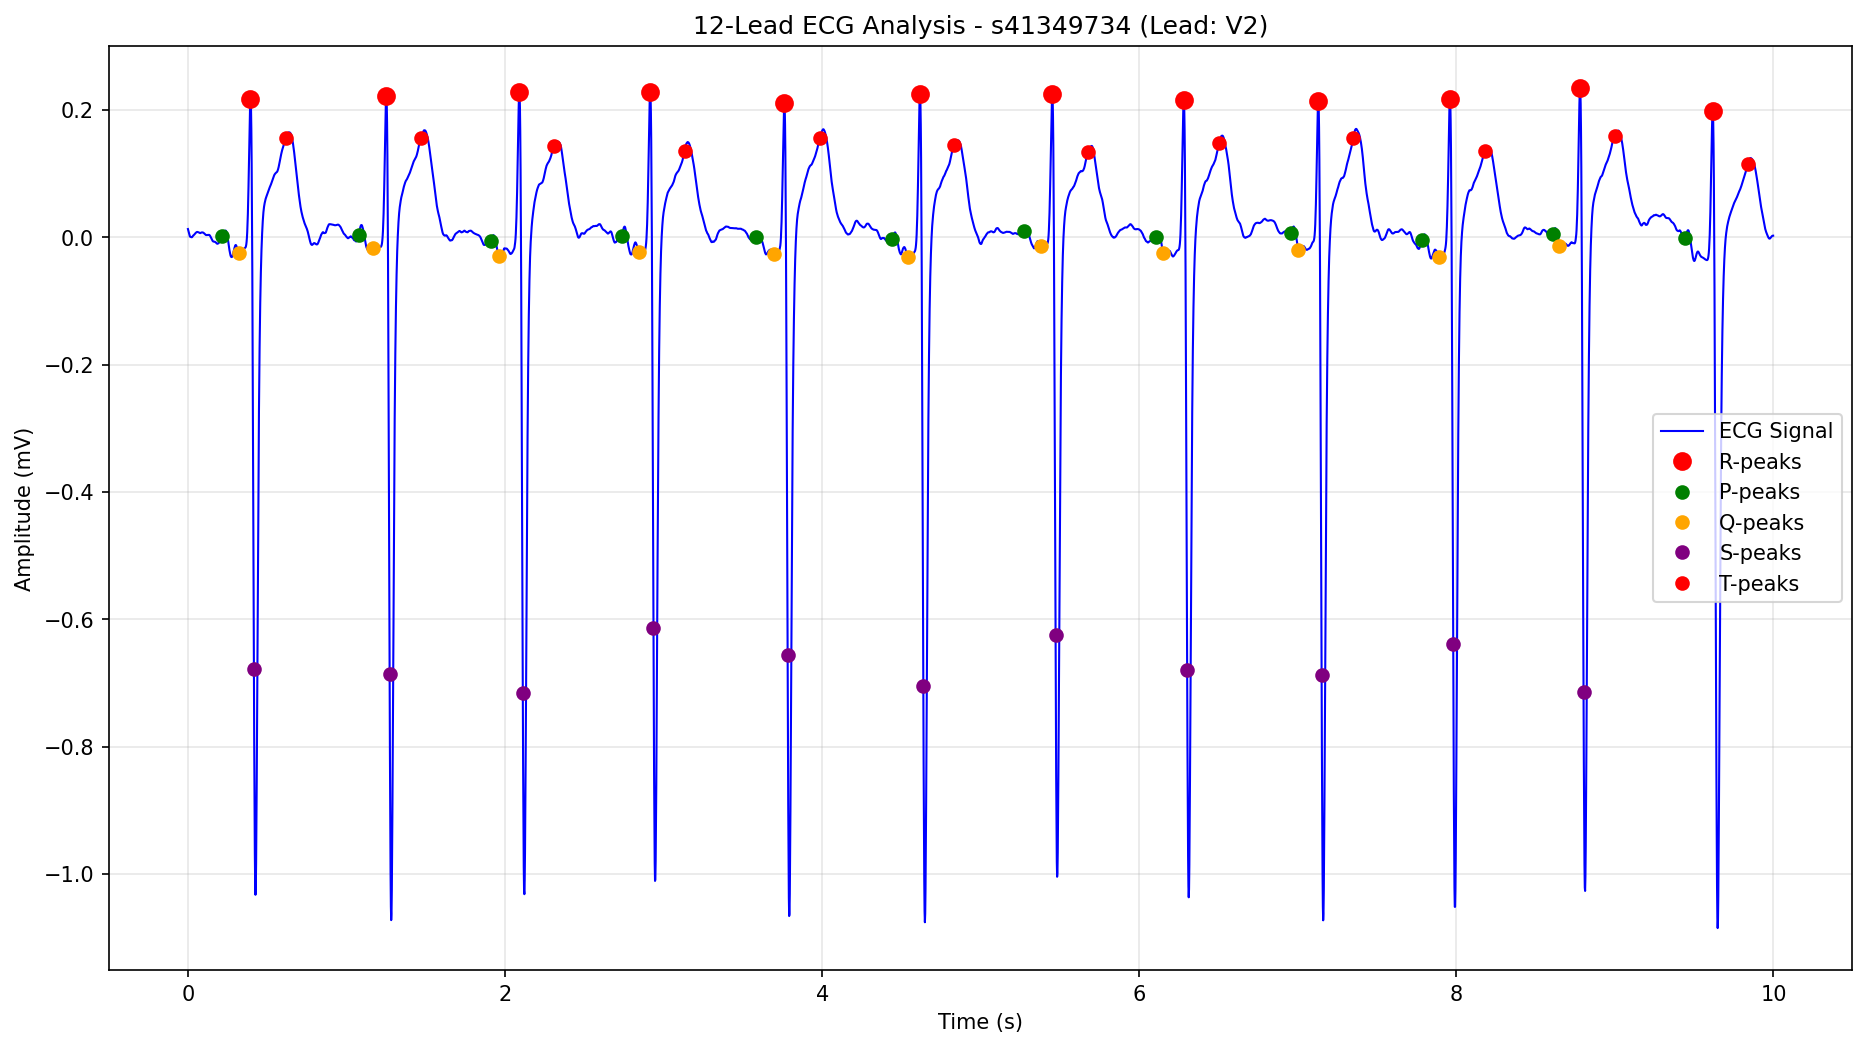 12-Lead ECG Analysis - s41349734 (Lead: V2)
0.2
0.0
−0.2
−0.4
−0.6
−0.8
−1.0
Amplitude (mV)
ECG Signal
R-peaks
P-peaks
Q-peaks
S-peaks
T-peaks
0 2 4 6 8 10
Time (s)